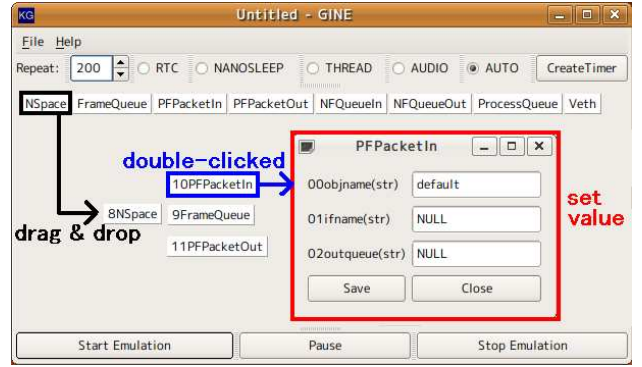 KG Untitled - GINE
File Help
Repeat: 200 RTC NANOSLEEP THREAD AUDIO AUTO CreateTimer
NSpace FrameQueue PFPacketIn PFPacketOut NFQueueIn NFQueueOut ProcessQueue Veth
PFPacketIn
double-clicked
10PFPacketIn
00objname(str) default
set
value
8NSpace 9FrameQueue
01ifname(str) NULL
drag & drop
11PFPacketOut
02outqueue(str) NULL
Save Close
Start Emulation Pause Stop Emulation